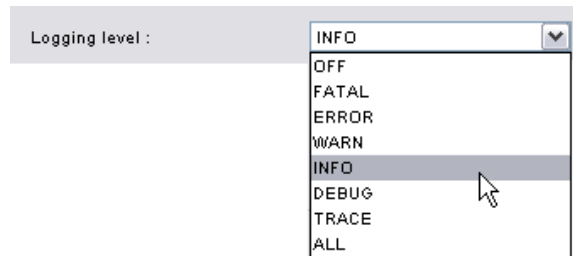 Logging level : INFO
OFF
FATAL
ERROR
WARN
INFO
DEBUG
TRACE
ALL